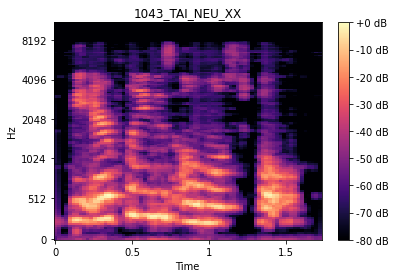 1043_TAI_NEU_XX
8192
4096
2048
1024
512
0
Hz
0
0.5
1
1.5
Time
+0 dB
-10 dB
-20 dB
-30 dB
-40 dB
-50 dB
-60 dB
-70 dB
-80 dB